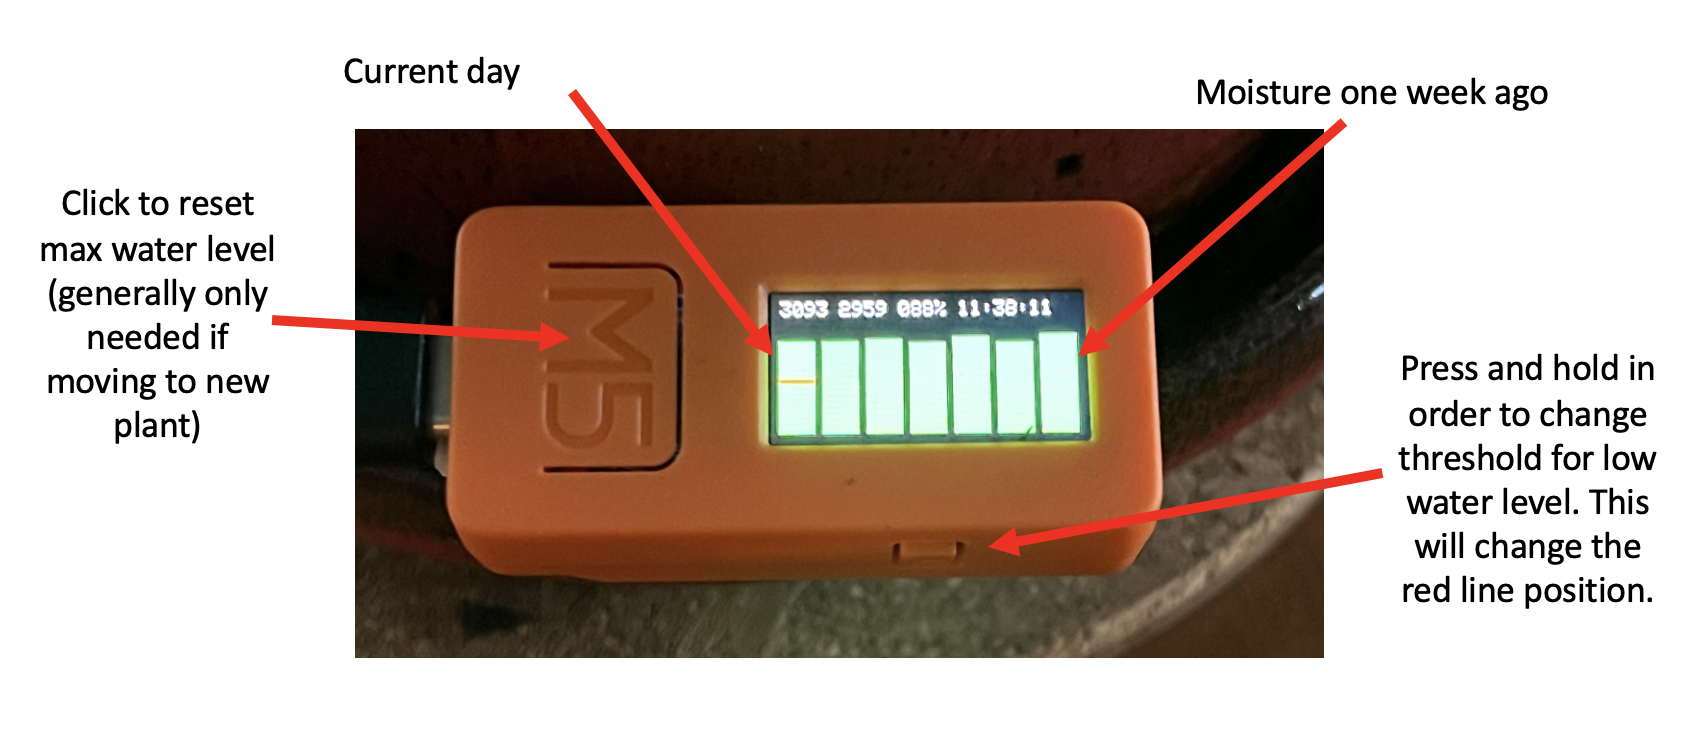 Current day
Moisture one week ago
Click to reset
max water level
(generally only
needed if
moving to new
plant)
M5
3093 2959 088% 11:38:11
Press and hold in
order to change
threshold for low
water level. This
will change the
red line position.